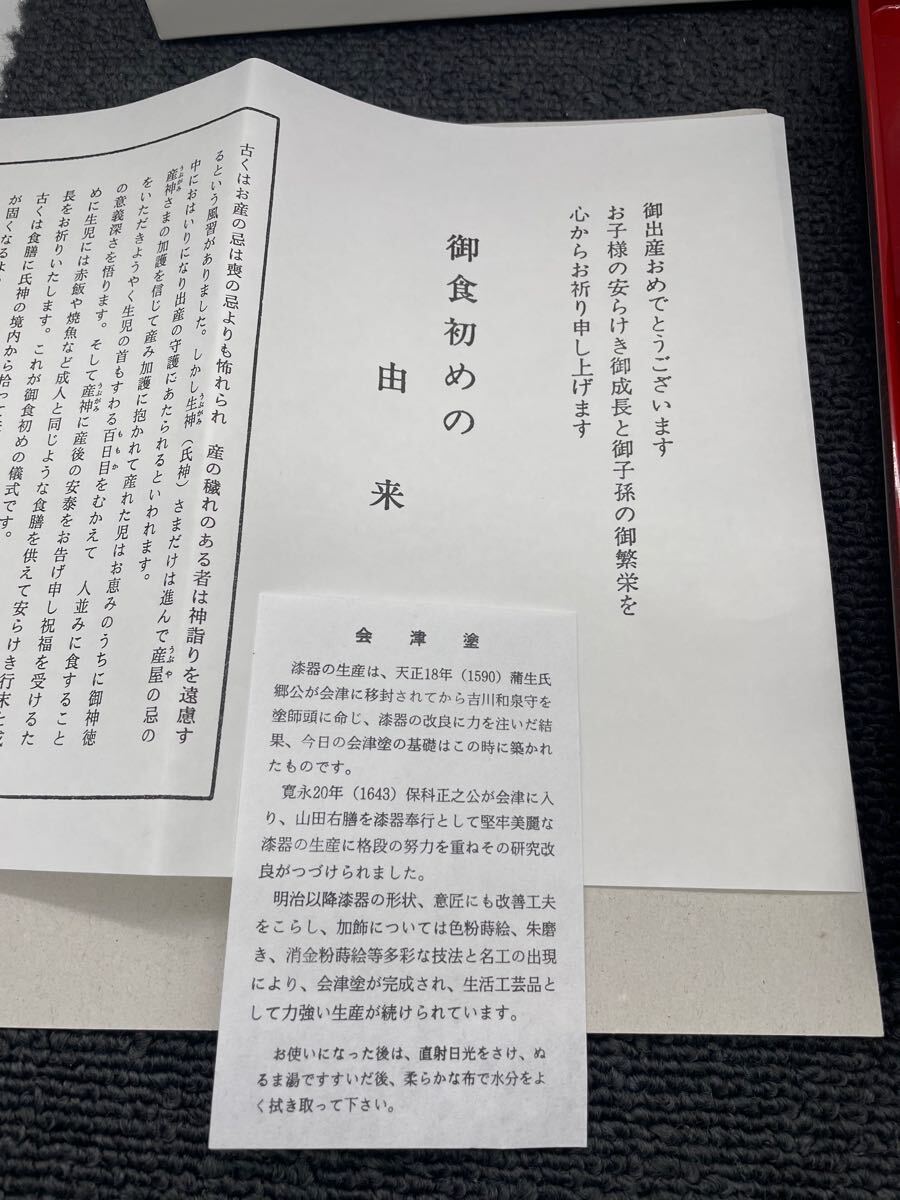 御出産おめでとうございます
お子様の安らけき御成長と御子孫の御繁栄を
心からお祈り申し上げます
御食初めの
由来
古くはお産の忌は喪の忌よりも怖れられ　産の穢れのある者は神詣りを遠慮す
るという風習がありました。しかし生神（氏神）さまだけは進んで産屋の忌の
うぶがみ
うぶや
中におはいりになり出産の守護にあたられるといわれます。
産神さまの加護を信じて産み加護に抱かれて産れた児はお恵みのうちに御神徳
うぶがみ
をいただきようやく生児の首もすわる百日目をむかえて　人並みに食すること
ももか
の意義深さを悟ります。そして産神に産後の安泰をお告げ申し祝福を受けるた
うぶがみ
めに生児には赤飯や焼魚など成人と同じような食膳を供えて安らけき行末と成
長をお祈りいたします。これが御食初めの儀式です。
古くは食膳に氏神の境内から拾って
が固くなるよ
会津塗
漆器の生産は、天正18年（1590）蒲生氏
郷公が会津に移封されてから吉川和泉守を
塗師頭に命じ、漆器の改良に力を注いだ結
果、今日の会津塗の基礎はこの時に築かれ
たものです。
寛永20年（1643）保科正之公が会津に入
り、山田右膳を漆器奉行として堅牢美麗な
漆器の生産に格段の努力を重ねその研究改
良がつづけられました。
明治以降漆器の形状、意匠にも改善工夫
をこらし、加飾については色粉蒔絵、朱磨
き、消金粉蒔絵等多彩な技法と名工の出現
により、会津塗が完成され、生活工芸品と
して力強い生産が続けられています。
お使いになった後は、直射日光をさけ、ぬ
るま湯ですすいだ後、柔らかな布で水分をよ
く拭き取って下さい。